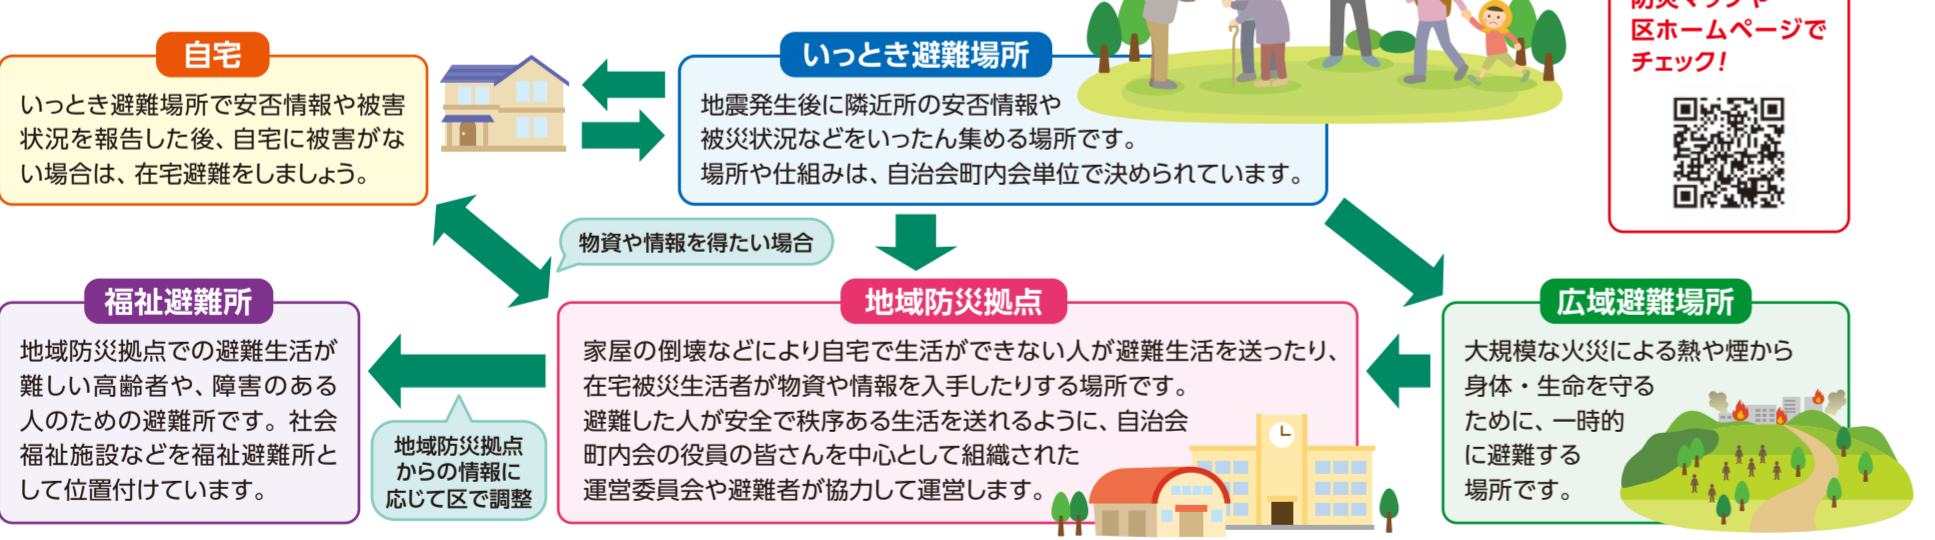 防災マップや
区ホームページで
チェック!
自宅
いっとき避難場所で安否情報や被害
状況を報告した後、自宅に被害がな
い場合は、在宅避難をしましょう。
いっとき避難場所
地震発生後に隣近所の安否情報や
被災状況などをいったん集める場所です。
場所や仕組みは、自治会町内会単位で決められています。
物資や情報を得たい場合
福祉避難所
地域防災拠点での避難生活が
難しい高齢者や、障害のある
人のための避難所です。社会
福祉施設などを福祉避難所と
して位置付けています。
地域防災拠点
からの情報に
応じて区で調整
地域防災拠点
家屋の倒壊などにより自宅で生活ができない人が避難生活を送ったり、
在宅被災生活者が物資や情報を入手したりする場所です。
避難した人が安全で秩序ある生活を送れるように、自治会
町内会の役員の皆さんを中心として組織された
運営委員会や避難者が協力して運営します。
広域避難場所
大規模な火災による熱や煙から
身体・生命を守る
ために、一時的
に避難する
場所です。